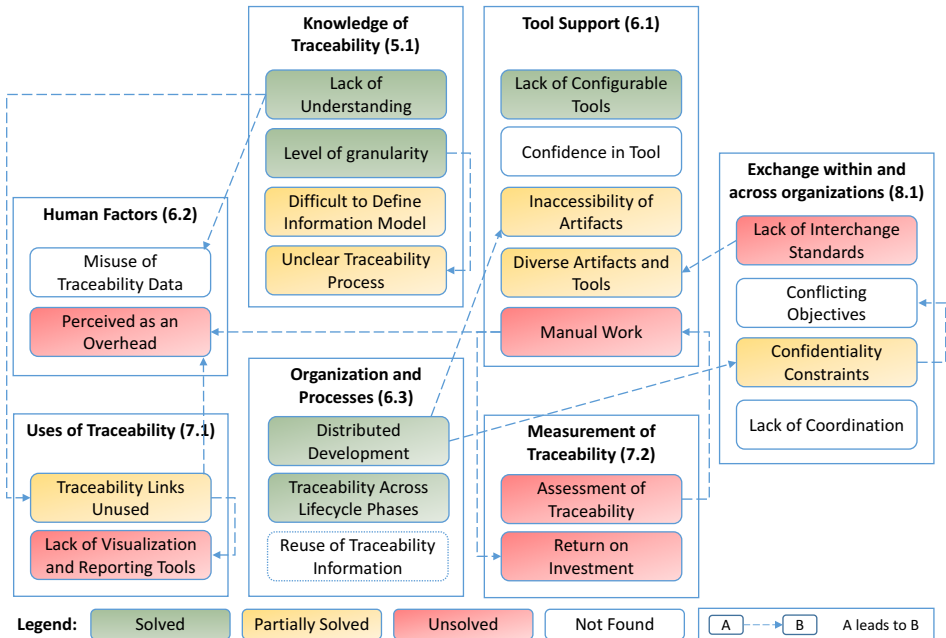 Knowledge of
Traceability (5.1)
Lack of
Understanding
Level of granularity
Difficult to Define
Information Model
Unclear Traceability
Process
Tool Support (6.1)
Lack of Configurable
Tools
Confidence in Tool
Inaccessibility of
Artifacts
Diverse Artifacts and
Tools
Manual Work
Exchange within and
across organizations (8.1)
Lack of Interchange
Standards
Conflicting
Objectives
Confidentiality
Constraints
Lack of Coordination
Human Factors (6.2)
Misuse of
Traceability Data
Perceived as an
Overhead
Uses of Traceability (7.1)
Traceability Links
Unused
Lack of Visualization
and Reporting Tools
Organization and
Processes (6.3)
Distributed
Development
Traceability Across
Lifecycle Phases
Reuse of Traceability
Information
Measurement of
Traceability (7.2)
Assessment of
Traceability
Return on
Investment
Legend:
Solved
Partially Solved
Unsolved
Not Found
A
B
A leads to B